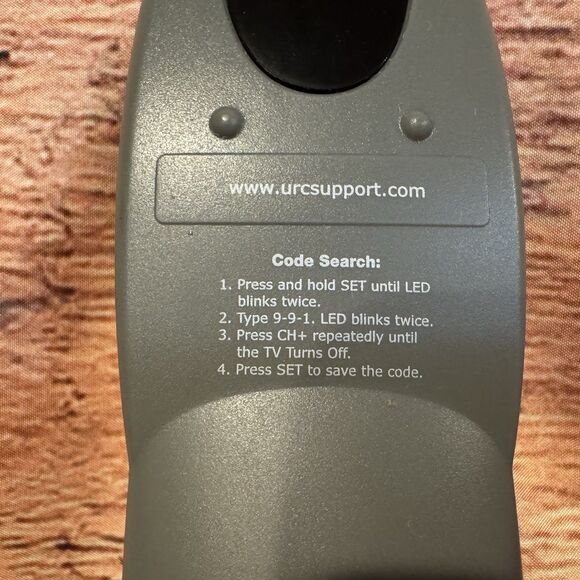 www.urcsupport.com
Code Search:
1. Press and hold SET until LED
blinks twice.
2. Type 9-9-1. LED blinks twice.
3. Press CH+ repeatedly until
the TV Turns Off.
4. Press SET to save the code.